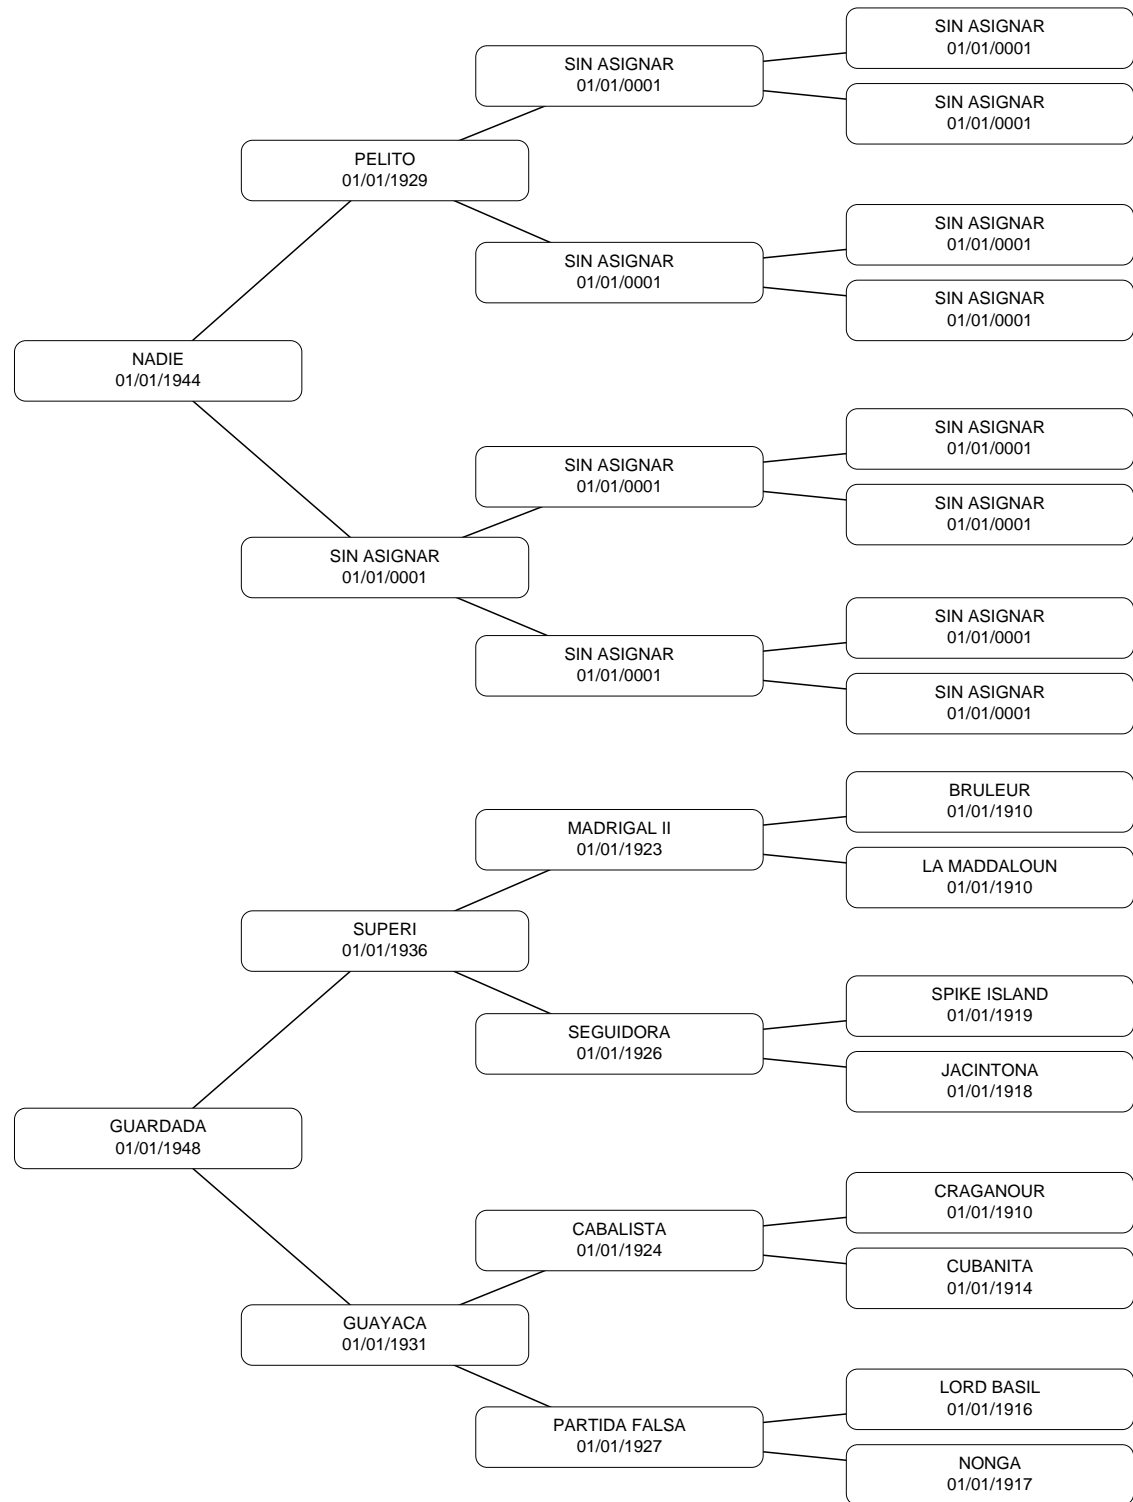 SIN ASIGNAR
01/01/0001
SIN ASIGNAR
01/01/0001
SIN ASIGNAR
01/01/0001
PELITO
01/01/1929
SIN ASIGNAR
01/01/0001
SIN ASIGNAR
01/01/0001
SIN ASIGNAR
01/01/0001
NADIE
01/01/1944
SIN ASIGNAR
01/01/0001
SIN ASIGNAR
01/01/0001
SIN ASIGNAR
01/01/0001
SIN ASIGNAR
01/01/0001
SIN ASIGNAR
01/01/0001
SIN ASIGNAR
01/01/0001
SIN ASIGNAR
01/01/0001
BRULEUR
01/01/1910
MADRIGAL II
01/01/1923
LA MADDALOUN
01/01/1910
SUPERI
01/01/1936
SPIKE ISLAND
01/01/1919
SEGUIDORA
01/01/1926
JACINTONA
01/01/1918
GUARDADA
01/01/1948
CRAGANOUR
01/01/1910
CABALISTA
01/01/1924
CUBANITA
01/01/1914
GUAYACA
01/01/1931
LORD BASIL
01/01/1916
PARTIDA FALSA
01/01/1927
NONGA
01/01/1917